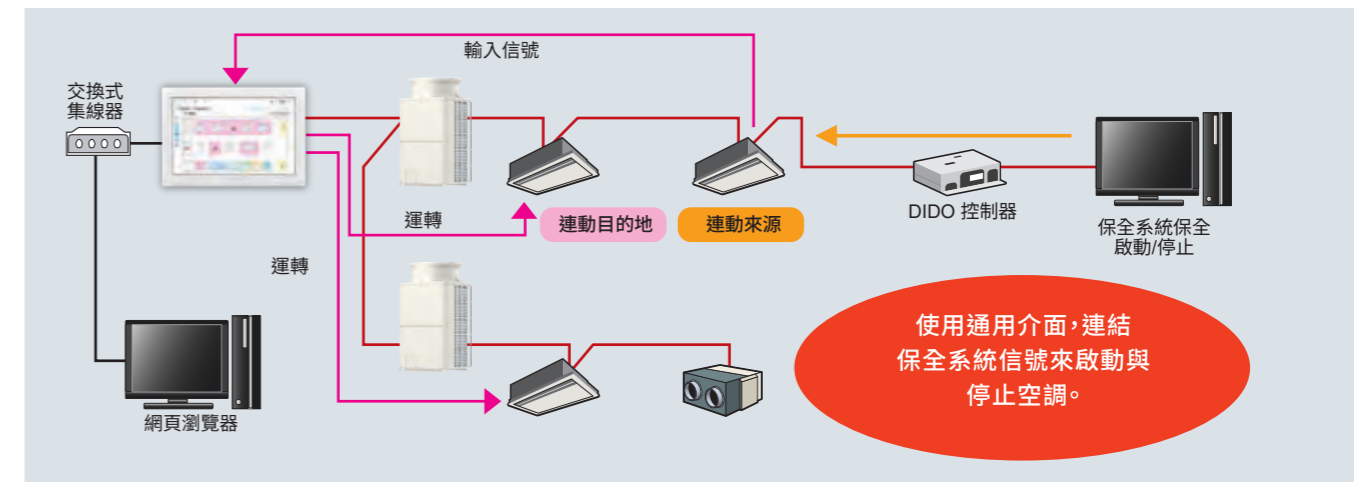 輸入信號
交換式
集線器
DIDO 控制器
運轉
連動目的地
連動來源
保全系統保全
啟動/停止
運轉
使用通用介面,連結
保全系統信號來啟動與
停止空調。
網頁瀏覽器